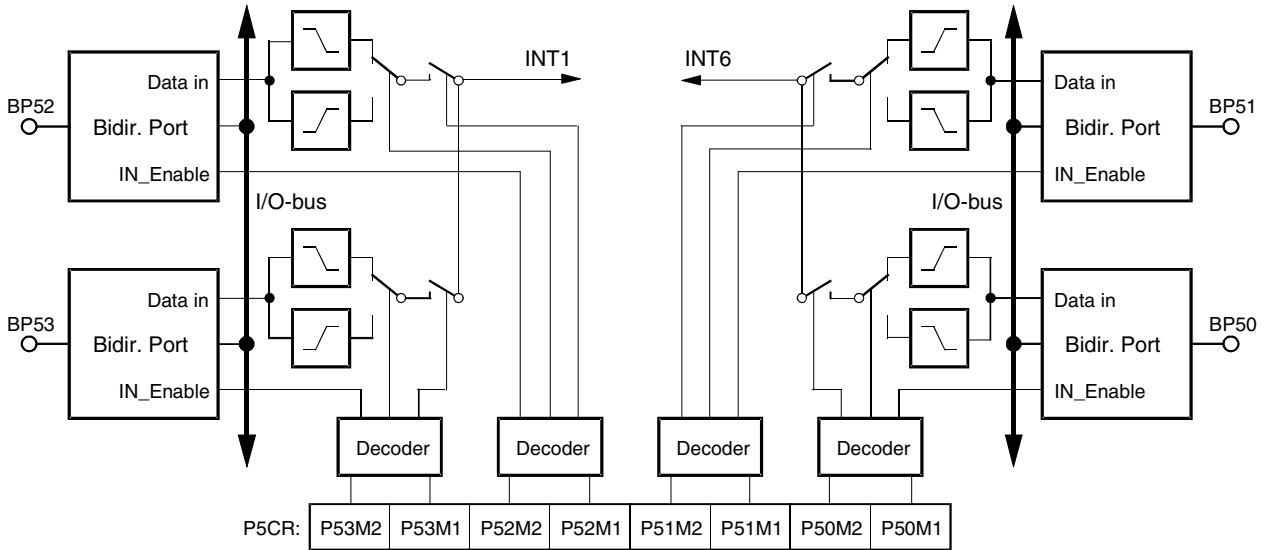 INT1
INT6
Data in
Data in
BP52
Bidir. Port
Bidir. Port
BP51
IN_Enable
IN_Enable
I/O-bus
I/O-bus
Data in
Data in
BP53
Bidir. Port
Bidir. Port
BP50
IN_Enable
IN_Enable
Decoder
Decoder
Decoder
Decoder
P5CR: P53M2 P53M1 P52M2 P52M1 P51M2 P51M1 P50M2 P50M1